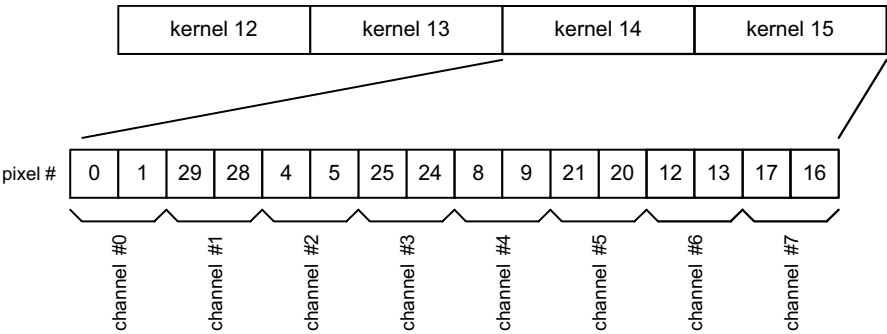 kernel 12 kernel 13 kernel 14 kernel 15
pixel # 0 1 29 28 4 5 25 24 8 9 21 20 12 13 17 16
channel #0 channel #1 channel #2 channel #3 channel #4 channel #5 channel #6 channel #7